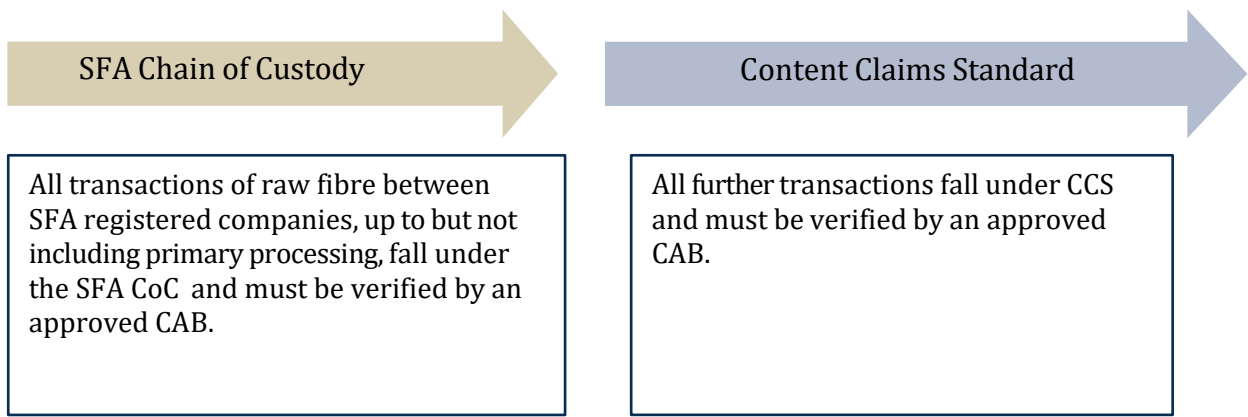 SFA Chain of Custody
Content Claims Standard
All transactions of raw fibre between
SFA registered companies, up to but not
including primary processing, fall under
the SFA CoC and must be verified by an
approved CAB.
All further transactions fall under CCS
and must be verified by an approved
CAB.